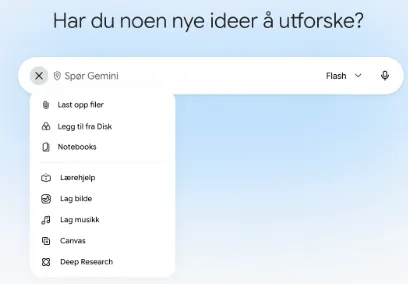 Har du noen nye ideer å utforske?
Spør Gemini
Flash
Last opp filer
Legg til fra Disk
Notebooks
Lærehjelp
Lag bilde
Lag musikk
Canvas
Deep Research